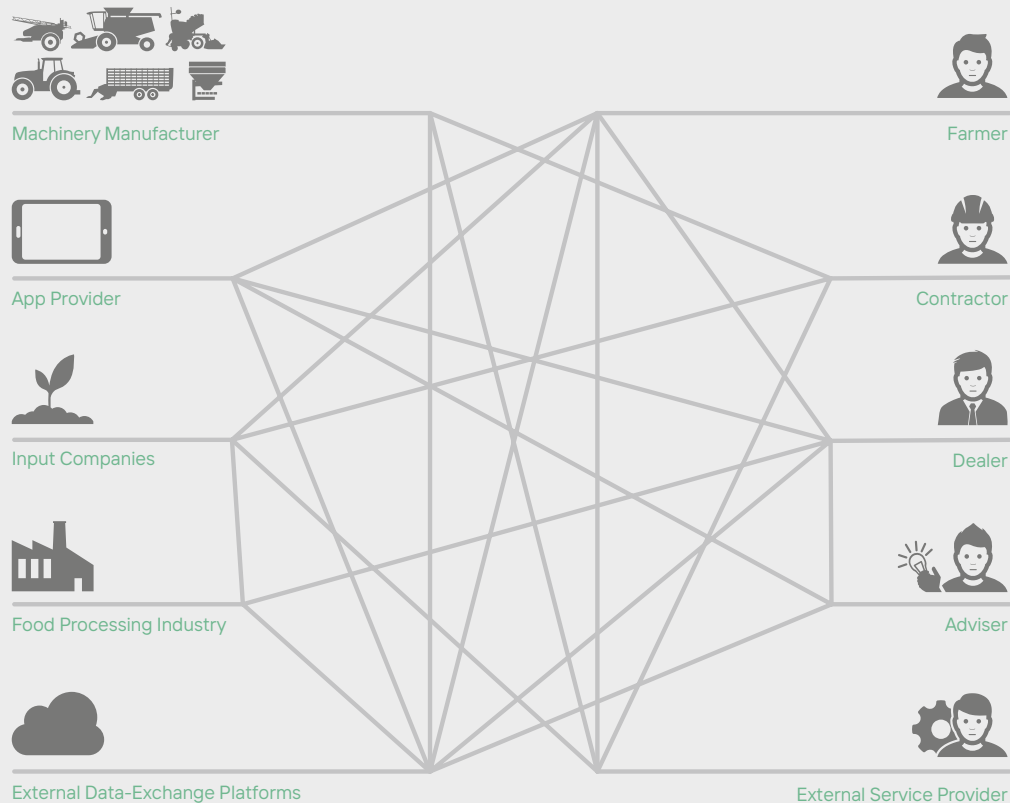 Machinery Manufacturer
Farmer
App Provider
Contractor
Input Companies
Dealer
Food Processing Industry
Adviser
External Data-Exchange Platforms
External Service Provider